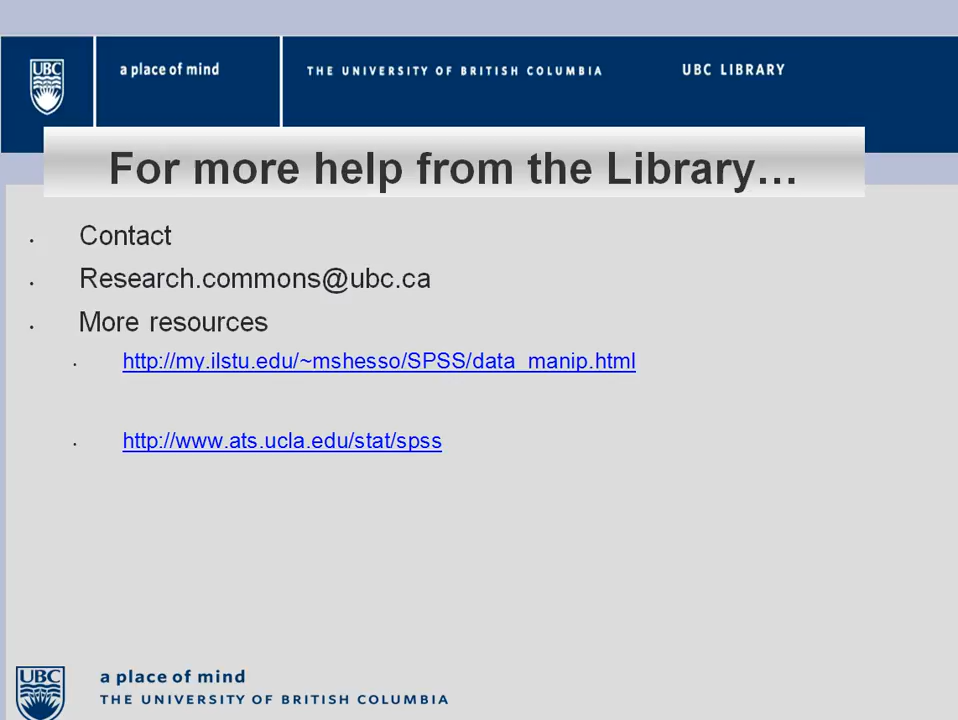 UBC
a place of mind
THE UNIVERSITY OF BRITISH COLUMBIA
UBC LIBRARY
For more help from the Library…
• Contact
• Research.commons@ubc.ca
• More resources
• http://my.ilstu.edu/~mshesso/SPSS/data_manip.html
• http://www.ats.ucla.edu/stat/spss
UBC
a place of mind
THE UNIVERSITY OF BRITISH COLUMBIA